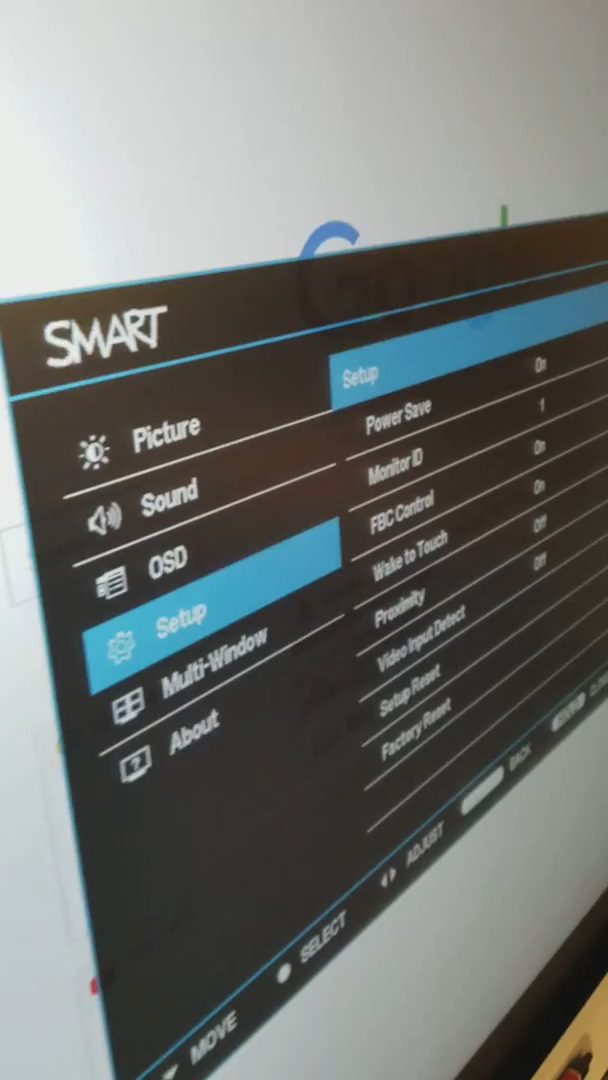 Google
SMART
Picture
Sound
OSD
Setup
Multi-Window
About
Setup
Power Save On
Monitor ID 1
FBC Control On
Wake to Touch On
Proximity Off
Video Input Detect Off
Setup Reset
Factory Reset
MOVE SELECT ADJUST BACK